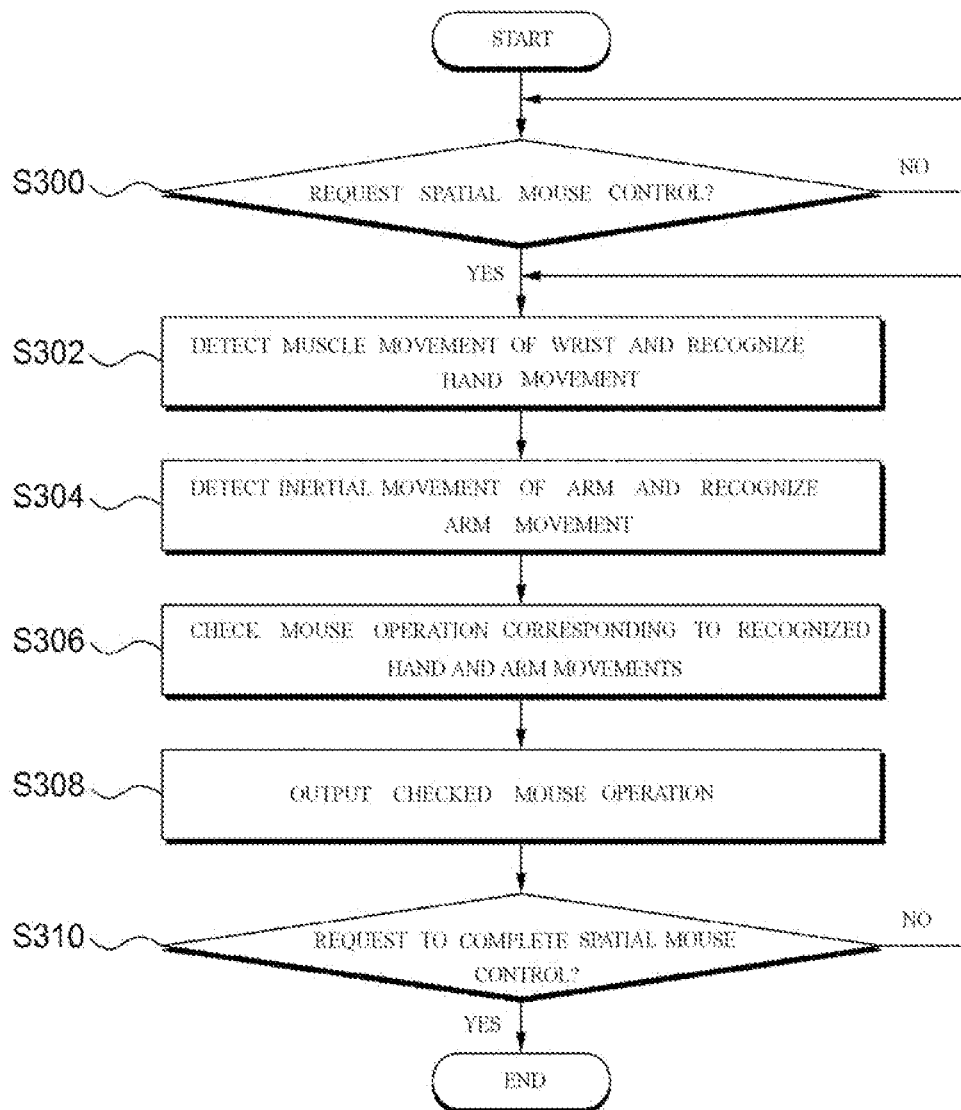 START
S300
REQUEST SPATIAL MOUSE CONTROL?
NO
YES
S302
DETECT MUSCLE MOVEMENT OF WRIST AND RECOGNIZE
HAND MOVEMENT
S304
DETECT INERTIAL MOVEMENT OF ARM AND RECOGNIZE
ARM MOVEMENT
S306
CHECK MOUSE OPERATION CORRESPONDING TO RECOGNIZED
HAND AND ARM MOVEMENTS
S308
OUTPUT CHECKED MOUSE OPERATION
S310
REQUEST TO COMPLETE SPATIAL MOUSE
CONTROL?
NO
YES
END